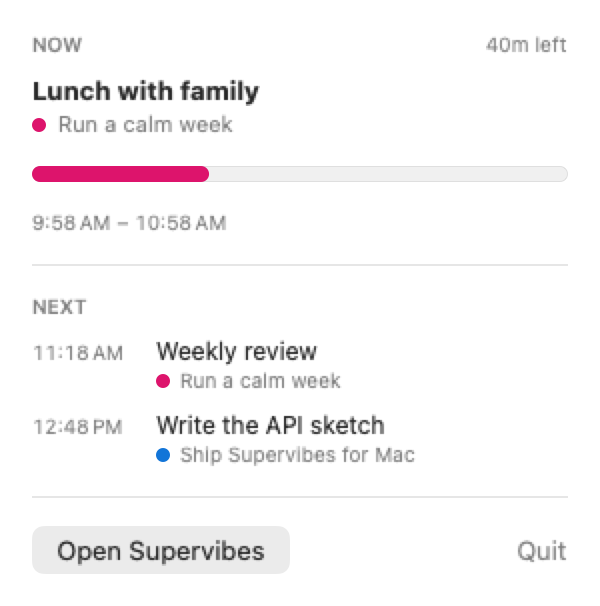 NOW
40m left
Lunch with family
Run a calm week
9:58 AM – 10:58 AM
NEXT
11:18 AM Weekly review
Run a calm week
12:48 PM Write the API sketch
Ship Supervibes for Mac
Open Supervibes
Quit